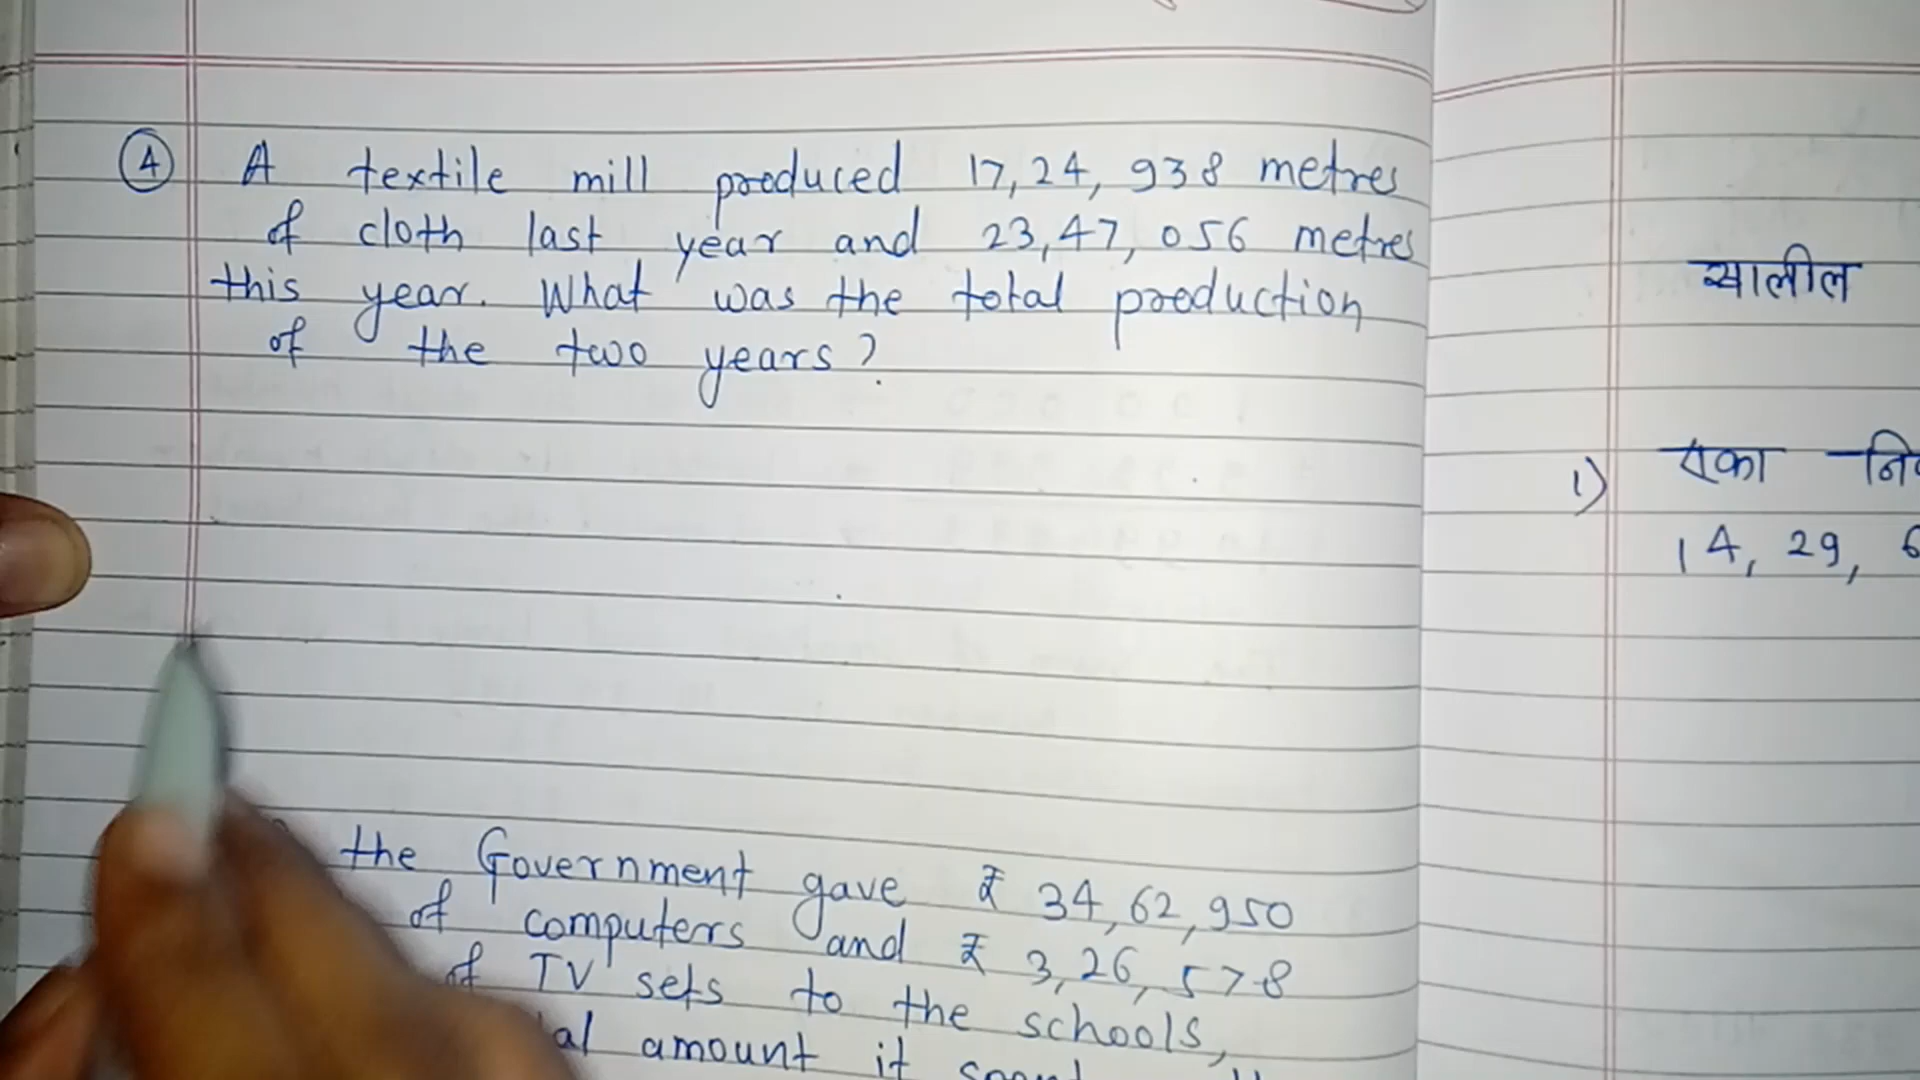 ④ A textile mill produced 17,24,938 metres
of cloth last year and 23,47,056 metres
this year. What was the total production
of the two years?
the Government gave ₹ 34,62,950
of computers and ₹ 3,26,578
of TV sets to the schools,
amount it
1) एका
14, 29,